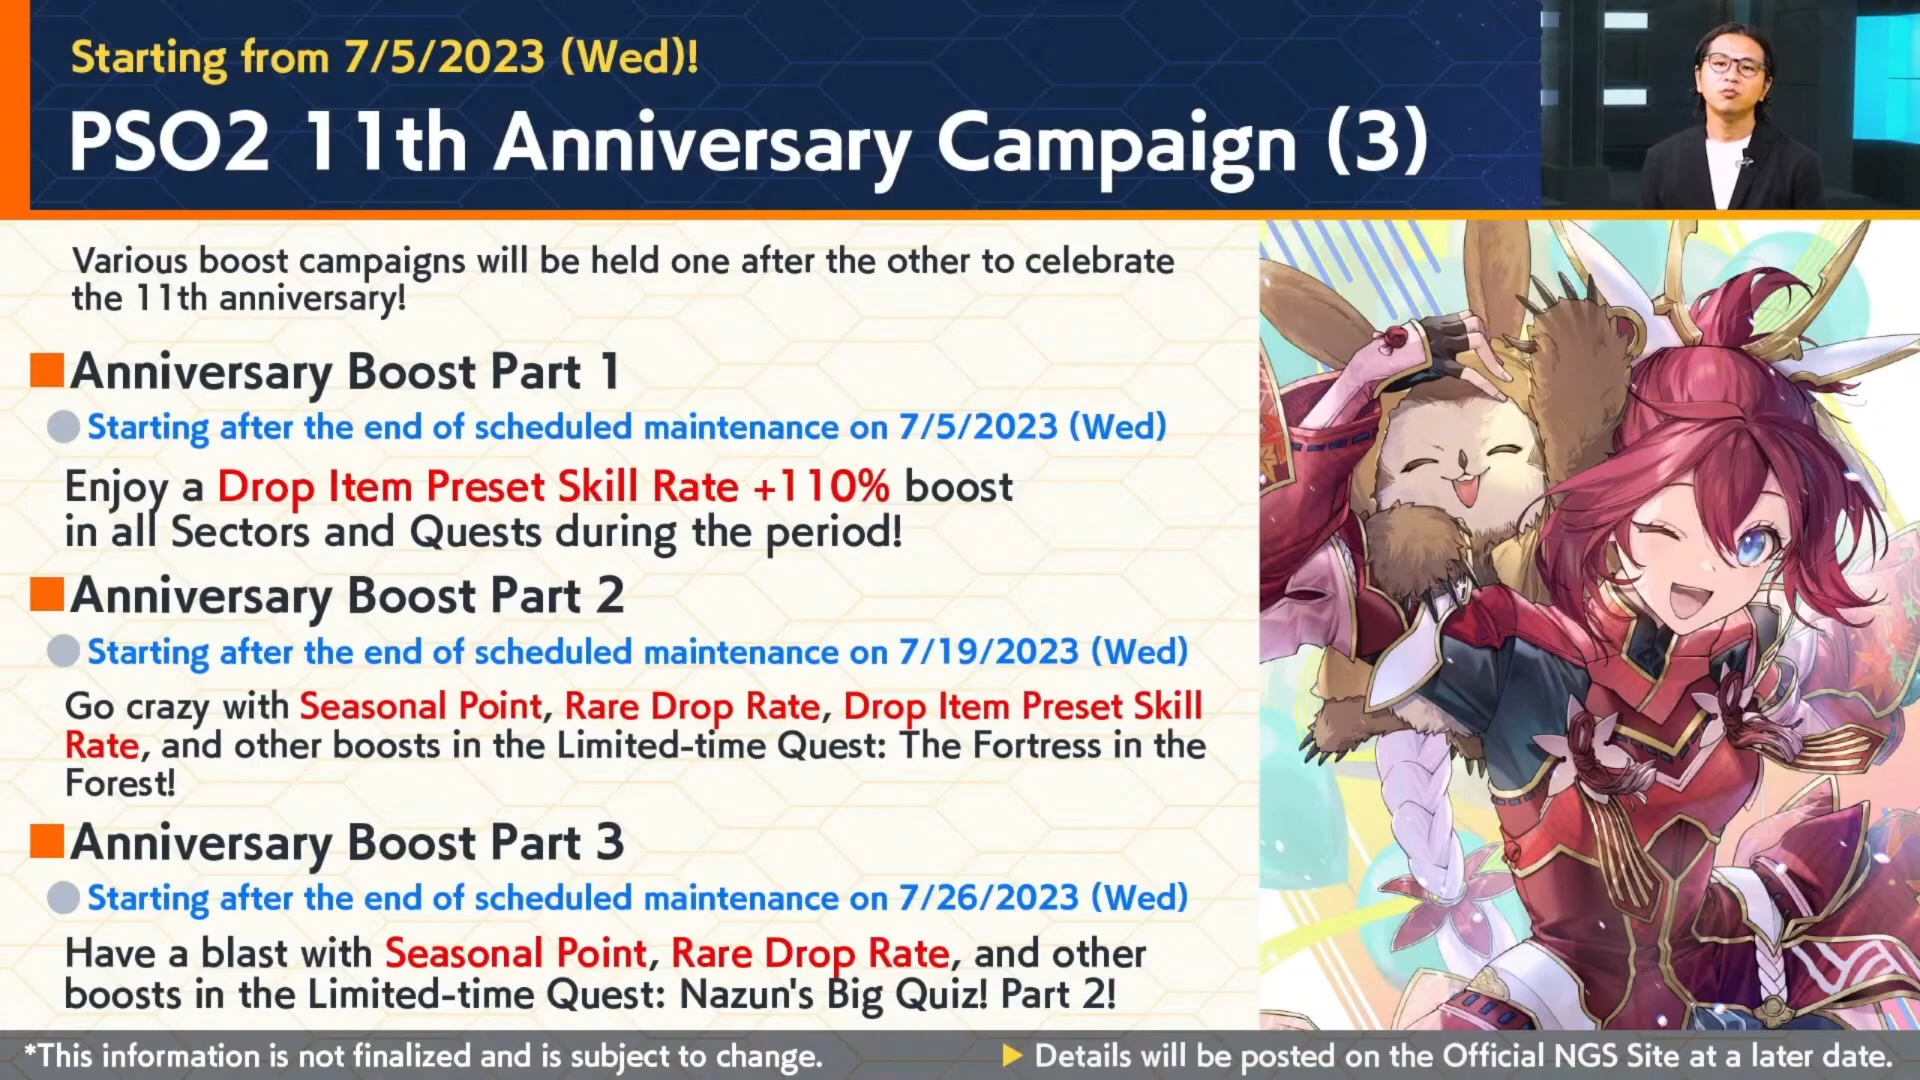 Starting from 7/5/2023 (Wed)!
PSO2 11th Anniversary Campaign (3)
Various boost campaigns will be held one after the other to celebrate
the 11th anniversary!
Anniversary Boost Part 1
Starting after the end of scheduled maintenance on 7/5/2023 (Wed)
Enjoy a Drop Item Preset Skill Rate +110% boost
in all Sectors and Quests during the period!
Anniversary Boost Part 2
Starting after the end of scheduled maintenance on 7/19/2023 (Wed)
Go crazy with Seasonal Point, Rare Drop Rate, Drop Item Preset Skill
Rate, and other boosts in the Limited-time Quest: The Fortress in the
Forest!
Anniversary Boost Part 3
Starting after the end of scheduled maintenance on 7/26/2023 (Wed)
Have a blast with Seasonal Point, Rare Drop Rate, and other
boosts in the Limited-time Quest: Nazun's Big Quiz! Part 2!
*This information is not finalized and is subject to change.
Details will be posted on the Official NGS Site at a later date.